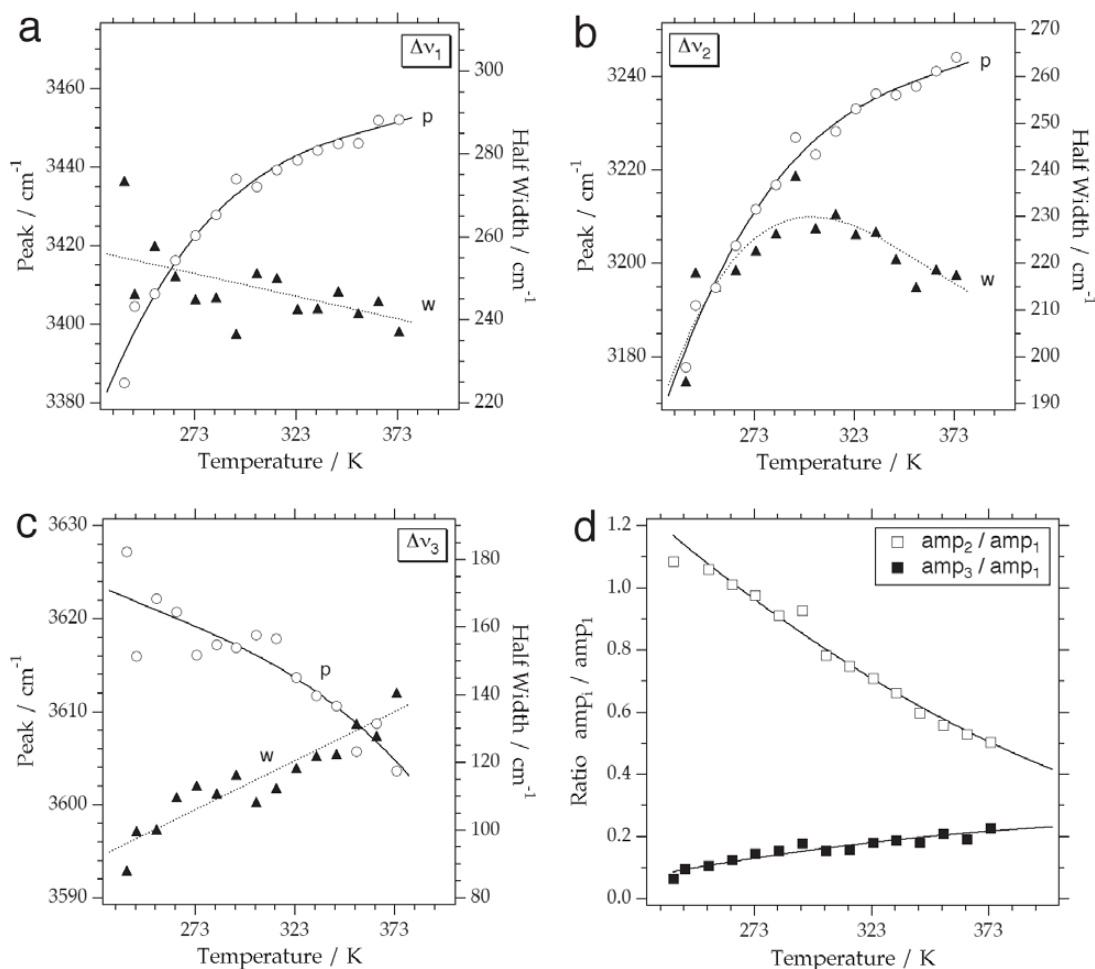 a
Δν1
3460
3440
3420
3400
3380
Peak / cm-1
300
280
260
240
220
Half Width / cm-1
p
w
273
323
373
Temperature / K
b
Δν2
3240
3220
3200
3180
Peak / cm-1
270
260
250
240
230
220
210
200
190
Half Width / cm-1
p
w
273
323
373
Temperature / K
c
Δν3
3630
3620
3610
3600
3590
Peak / cm-1
180
160
140
120
100
80
Half Width / cm-1
p
w
273
323
373
Temperature / K
d
amp2 / amp1
amp3 / amp1
1.2
1.0
0.8
0.6
0.4
0.2
0.0
Ratio ampi / amp1
273
323
373
Temperature / K